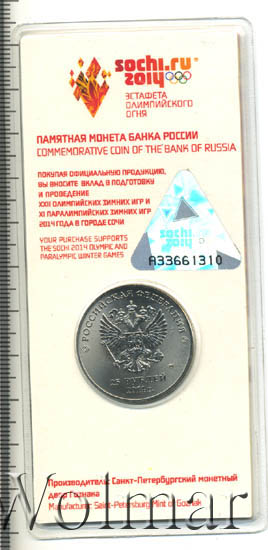 sochi.ru
2014
ЭСТАФЕТА
ОЛИМПИЙСКОГО
ОГНЯ
ПАМЯТНАЯ МОНЕТА БАНКА РОССИИ
COMMEMORATIVE COIN OF THE BANK OF RUSSIA
ПОКУПАЯ ОФИЦИАЛЬНУЮ ПРОДУКЦИЮ,
ВЫ ВНОСИТЕ ВКЛАД В ПОДГОТОВКУ
И ПРОВЕДЕНИЕ
XXII ОЛИМПИЙСКИХ ЗИМНИХ ИГР И
XI ПАРАЛИМПИЙСКИХ ЗИМНИХ ИГР
2014 ГОДА В ГОРОДЕ СОЧИ
YOUR PURCHASE SUPPORTS
THE SOCHI 2014 OLYMPIC AND
PARALYMPIC WINTER GAMES
sochi.ru
2014
A33661310
РОССИЙСКАЯ ФЕДЕРАЦИЯ
25 РУБЛЕЙ
Производитель: Санкт-Петербургский монетный
двор Гознака
Manufacturer: Saint-Petersburg Mint of Goznak
Wolmar